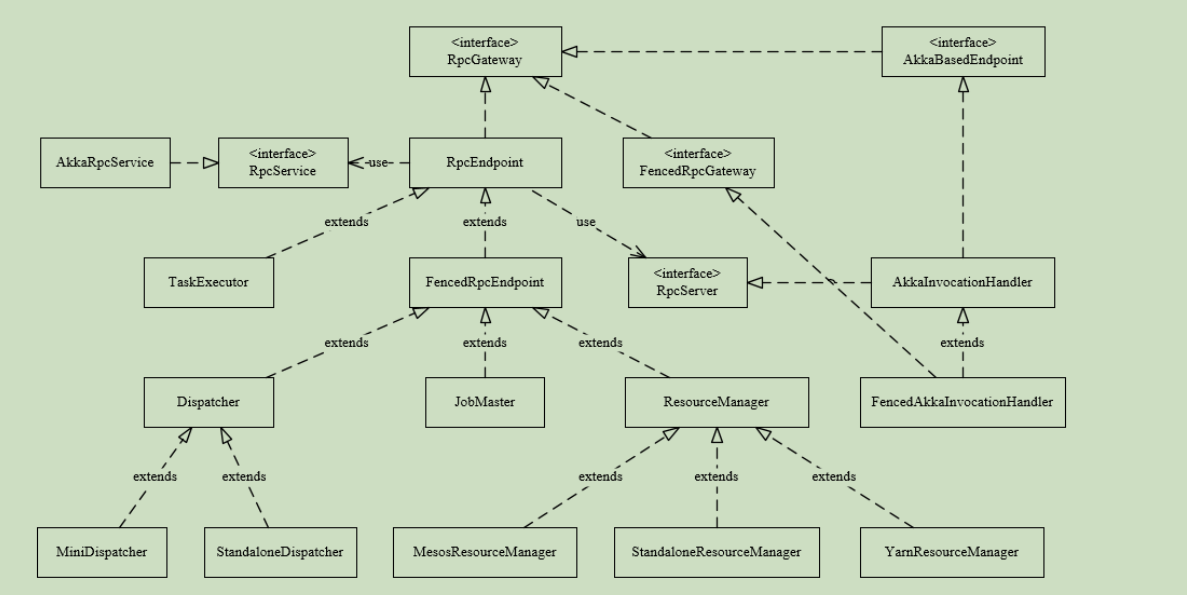 <interface>
RpcGateway
<interface>
AkkaBasedEndpoint
AkkaRpcService
<interface>
RpcService
use
RpcEndpoint
<interface>
FencedRpcGateway
extends
extends
use
TaskExecutor
FencedRpcEndpoint
<interface>
RpcServer
AkkaInvocationHandler
extends
extends
extends
extends
Dispatcher
JobMaster
ResourceManager
FencedAkkaInvocationHandler
extends
extends
extends
extends
extends
MiniDispatcher
StandaloneDispatcher
MesosResourceManager
StandaloneResourceManager
YarnResourceManager